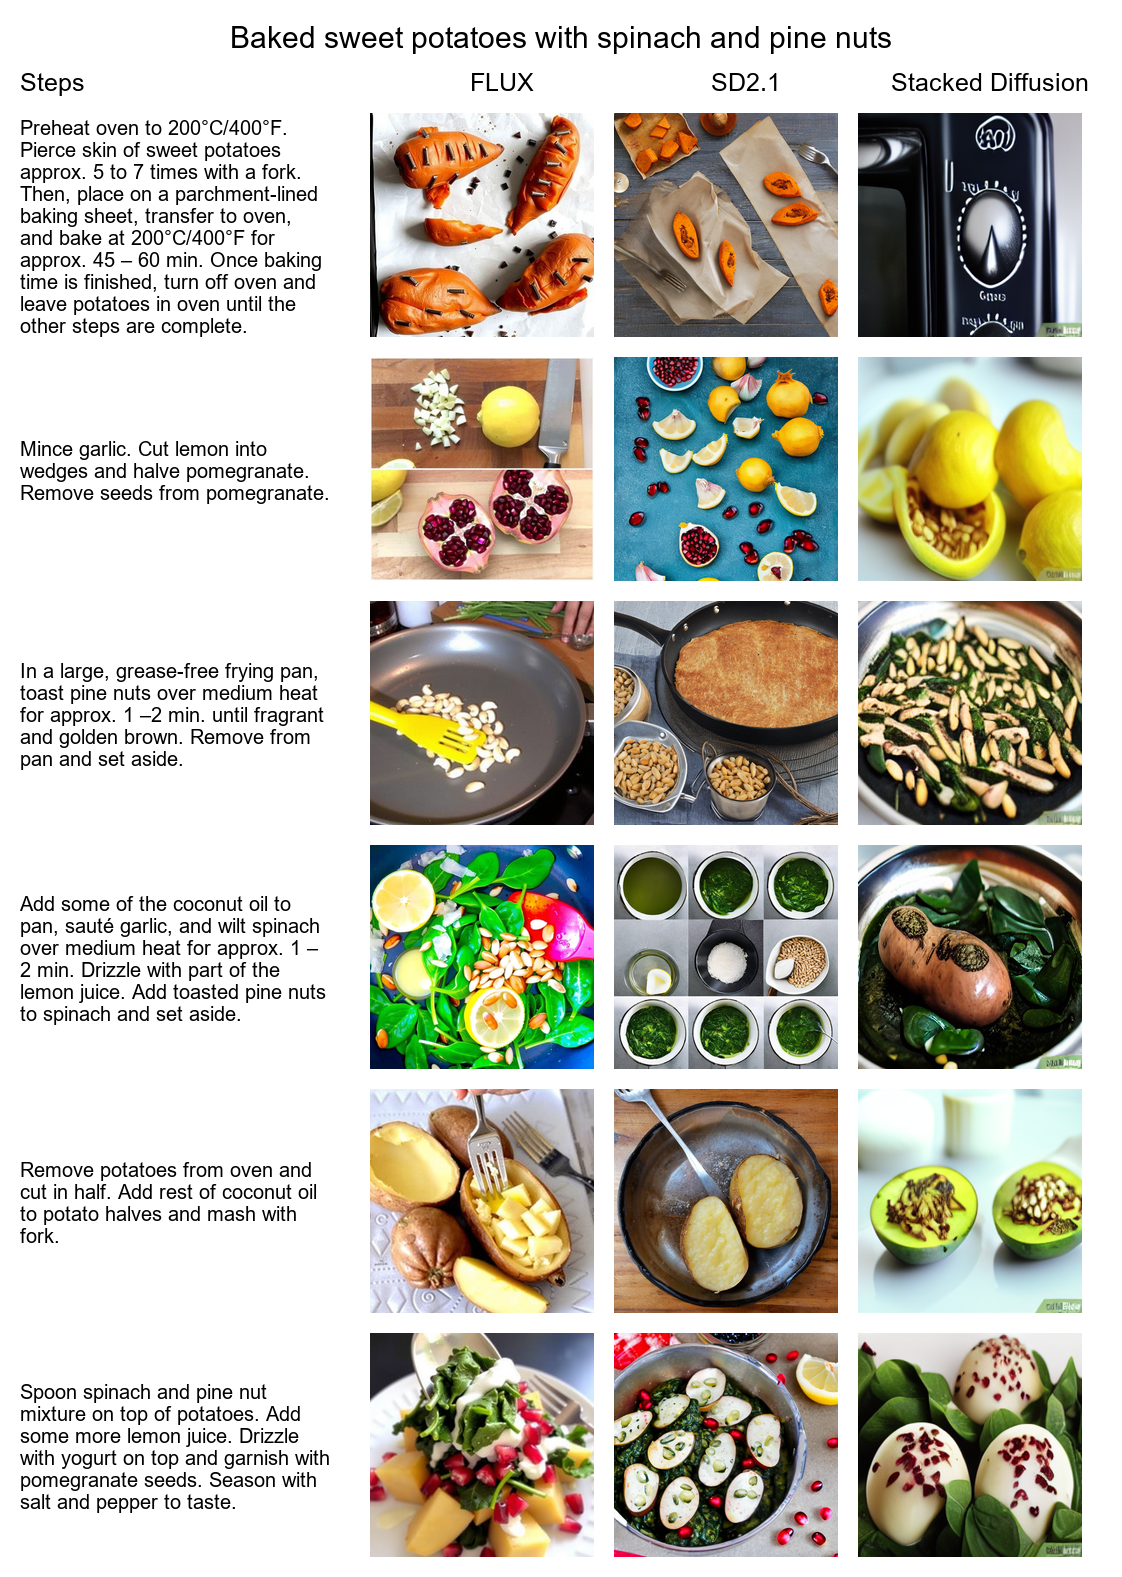 Baked sweet potatoes with spinach and pine nuts
Steps
FLUX
SD2.1
Stacked Diffusion
Preheat oven to 200°C/400°F.
Pierce skin of sweet potatoes
approx. 5 to 7 times with a fork.
Then, place on a parchment-lined
baking sheet, transfer to oven,
and bake at 200°C/400°F for
approx. 45 – 60 min. Once baking
time is finished, turn off oven and
leave potatoes in oven until the
other steps are complete.
Mince garlic. Cut lemon into
wedges and halve pomegranate.
Remove seeds from pomegranate.
In a large, grease-free frying pan,
toast pine nuts over medium heat
for approx. 1 –2 min. until fragrant
and golden brown. Remove from
pan and set aside.
Add some of the coconut oil to
pan, sauté garlic, and wilt spinach
over medium heat for approx. 1 –
2 min. Drizzle with part of the
lemon juice. Add toasted pine nuts
to spinach and set aside.
Remove potatoes from oven and
cut in half. Add rest of coconut oil
to potato halves and mash with
fork.
Spoon spinach and pine nut
mixture on top of potatoes. Add
some more lemon juice. Drizzle
with yogurt on top and garnish with
pomegranate seeds. Season with
salt and pepper to taste.